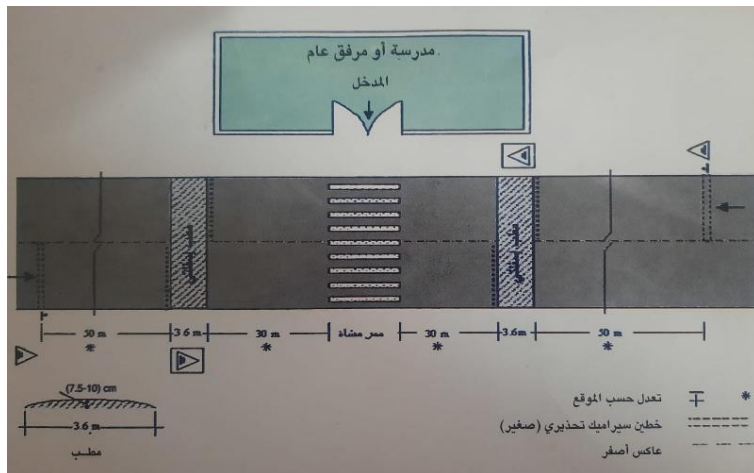 مدرسة أو مرفق عام
المدخل
50 m
3.6 m
30 m
ممر مشاة
30 m
3.6m
50 m
*
*
*
*
(7.5-10) cm
3.6 m
مطب
* تعدل حسب الموقع
خطين سيراميك تحذيري (صغير)
عاكس أصفر